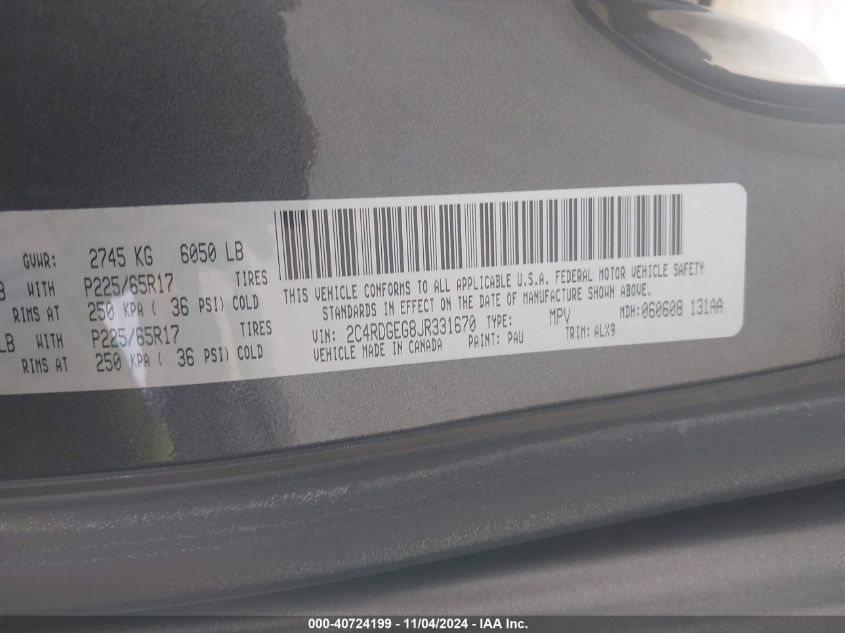 GVWR: 2745 KG 6050 LB
B WITH P225/65R17 TIRES
RIMS AT 250 KPA ( 36 PSI) COLD
LB WITH P225/65R17 TIRES
RIMS AT 250 KPA ( 36 PSI) COLD
THIS VEHICLE CONFORMS TO ALL APPLICABLE U.S.A. FEDERAL MOTOR VEHICLE SAFETY
STANDARDS IN EFFECT ON THE DATE OF MANUFACTURE SHOWN ABOVE.
VIN: 2C4RDGEG8JR331670 TYPE: MPV MDH:060608 131AA
VEHICLE MADE IN CANADA PAINT: PAU TRIM: ALX9
000-40724199 - 11/04/2024 - IAA Inc.